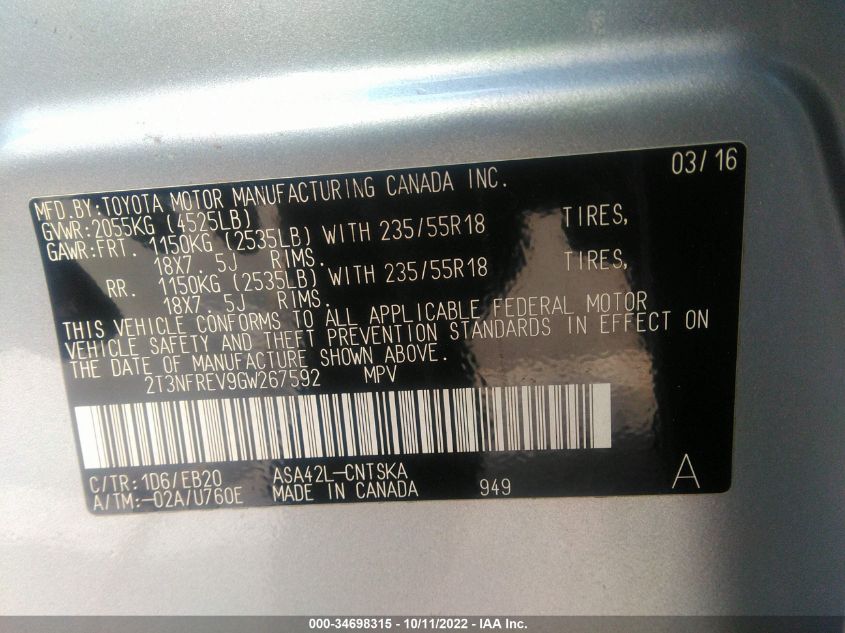 03/16
MFD.BY:TOYOTA MOTOR MANUFACTURING CANADA INC.
GVWR:2055KG (4525LB)
GAWR:FRT. 1150KG (2535LB) WITH 235/55R18 TIRES,
18X7.5J RIMS.
RR. 1150KG (2535LB) WITH 235/55R18 TIRES,
18X7.5J RIMS.
THIS VEHICLE CONFORMS TO ALL APPLICABLE FEDERAL MOTOR
VEHICLE SAFETY AND THEFT PREVENTION STANDARDS IN EFFECT ON
THE DATE OF MANUFACTURE SHOWN ABOVE.
2T3NFREV9GW267592 MPV
C/TR:1D6/EB20 ASA42L-CNTSKA
A/TM:-02A/U760E MADE IN CANADA 949 A
000-34698315 - 10/11/2022 - IAA Inc.